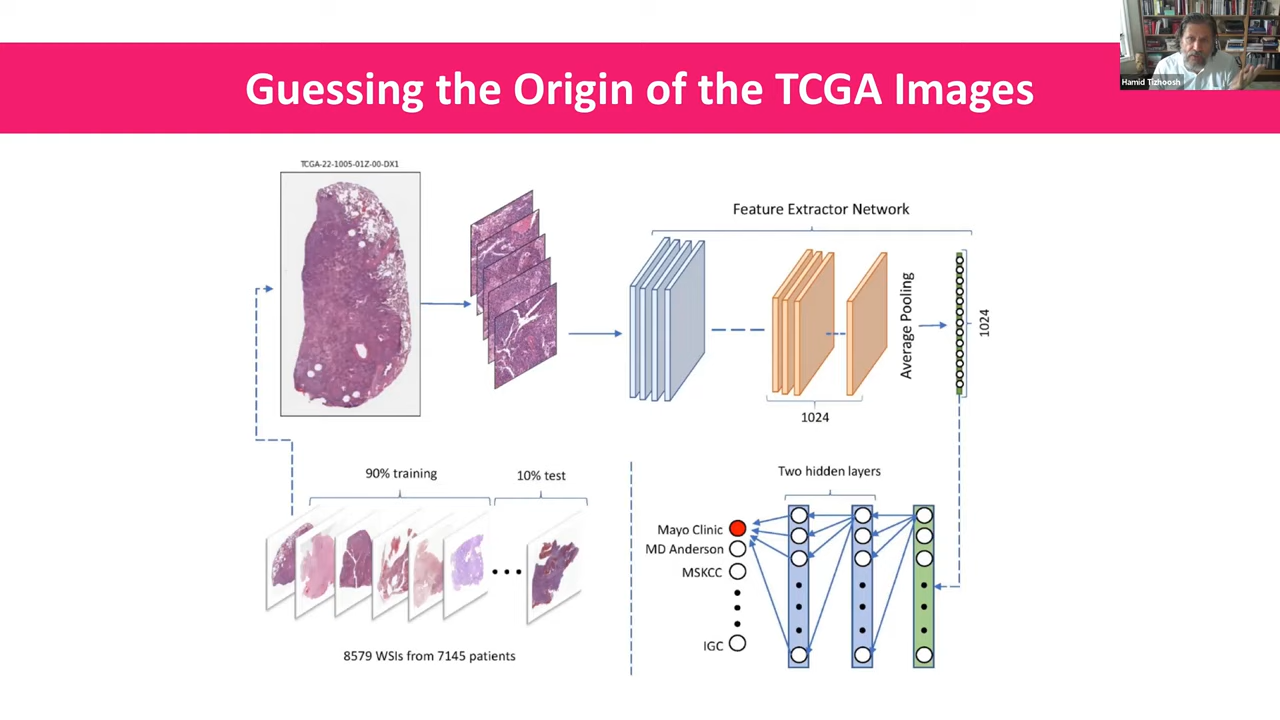 Guessing the Origin of the TCGA Images
Hamid Tizhoosh
TCGA-22-1005-01Z-00-DX1
Feature Extractor Network
Average Pooling
1024
1024
90% training
10% test
8579 WSIs from 7145 patients
Two hidden layers
Mayo Clinic
MD Anderson
MSKCC
IGC